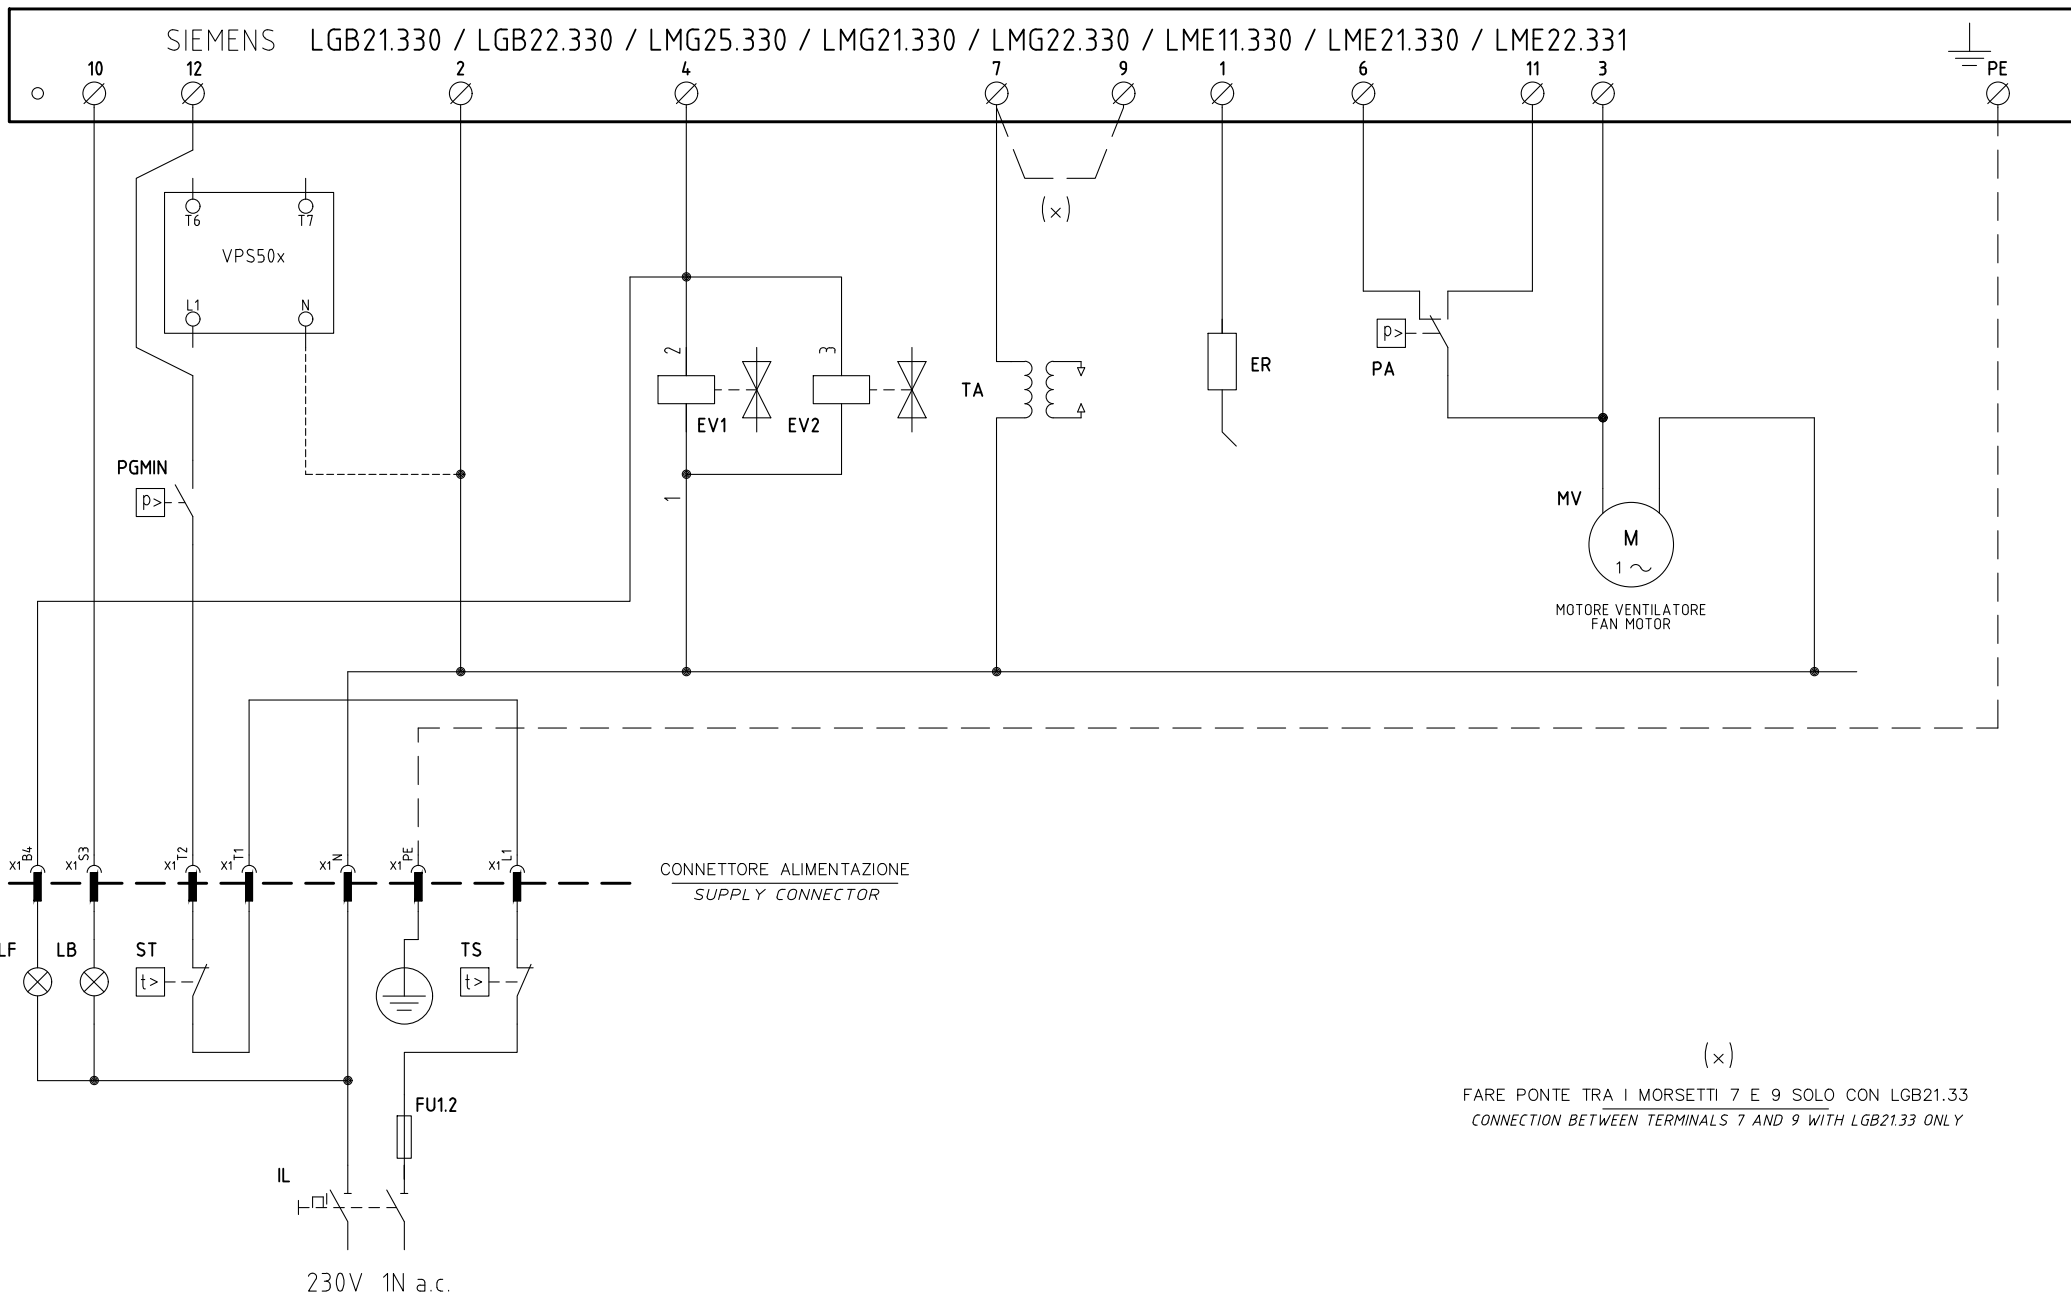 SIEMENS LGB21.330 / LGB22.330 / LMG25.330 / LMG21.330 / LMG22.330 / LME11.330 / LME21.330 / LME22.331
10 12 2 4 7 9 1 6 11 3 PE
(x)
T6 T7
VPS50x
L1 N
2 3
p> PA
TA
ER
EV1 EV2
1
PGMIN
p>
MV
M
1 ~
MOTORE VENTILATORE
FAN MOTOR
X1 B4 X1 S3 X1 T2 X1 T1 X1 N X1 PE X1 L1
CONNETTORE ALIMENTAZIONE
SUPPLY CONNECTOR
LF LB ST TS
t> t>
(x)
FARE PONTE TRA I MORSETTI 7 E 9 SOLO CON LGB21.33
CONNECTION BETWEEN TERMINALS 7 AND 9 WITH LGB21.33 ONLY
FU1.2
IL
230V 1N a.c.